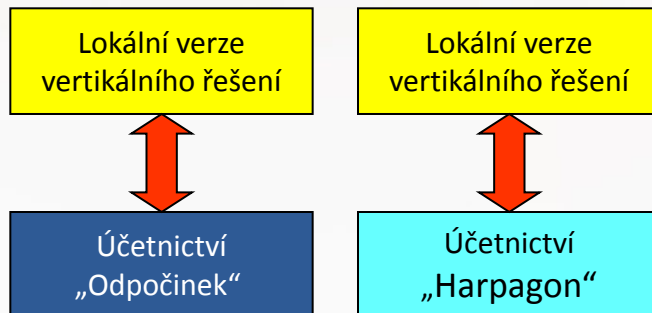 Lokální verze
vertikálního řešení
Lokální verze
vertikálního řešení
Účetnictví
„Odpočinek“
Účetnictví
„Harpagon“